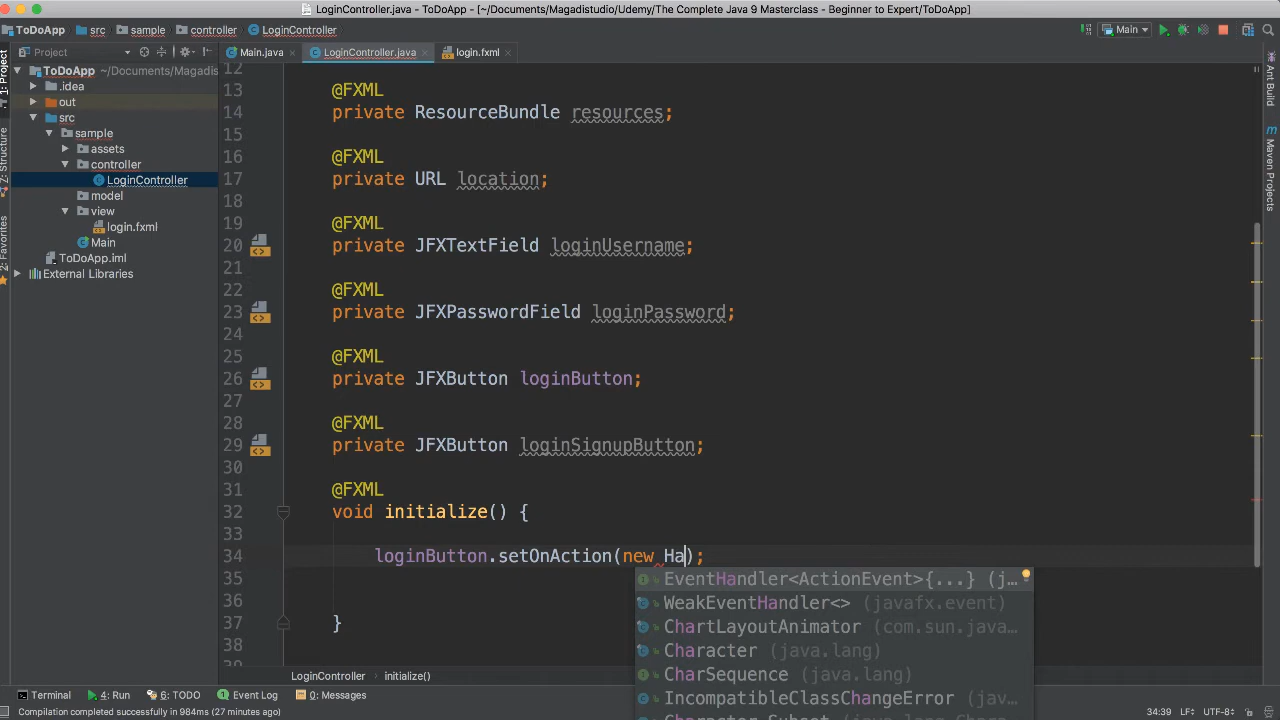 LoginController.java - ToDoApp - [~/Documents/Magadistudio/Udemy/The Complete Java 9 Masterclass - Beginner to Expert/ToDoApp]
ToDoApp src sample controller LoginController Main
Project Main.java LoginController.java login.fxml
1: Project
Z: Structure
2: Favorites
Ant Build
Maven Projects
ToDoApp ~/Documents/Magadis
.idea
out
src
sample
assets
controller
LoginController
model
view
login.fxml
Main
ToDoApp.iml
External Libraries
12
13 @FXML
14 private ResourceBundle resources;
15
16 @FXML
17 private URL location;
18
19 @FXML
20 private JFXTextField loginUsername;
21
22 @FXML
23 private JFXPasswordField loginPassword;
24
25 @FXML
26 private JFXButton loginButton;
27
28 @FXML
29 private JFXButton loginSignupButton;
30
31 @FXML
32 void initialize() {
33
34 loginButton.setOnAction(new Ha);
35
36
37 }
38
EventHandler<ActionEvent>{...} (j...
WeakEventHandler<> (javafx.event)
ChartLayoutAnimator (com.sun.java...
Character (java.lang)
CharSequence (java.lang)
IncompatibleClassChangeError (jav...
LoginController initialize()
Terminal 4: Run 6: TODO Event Log 0: Messages
Compilation completed successfully in 984ms (27 minutes ago) 34:39 LF÷ UTF-8÷